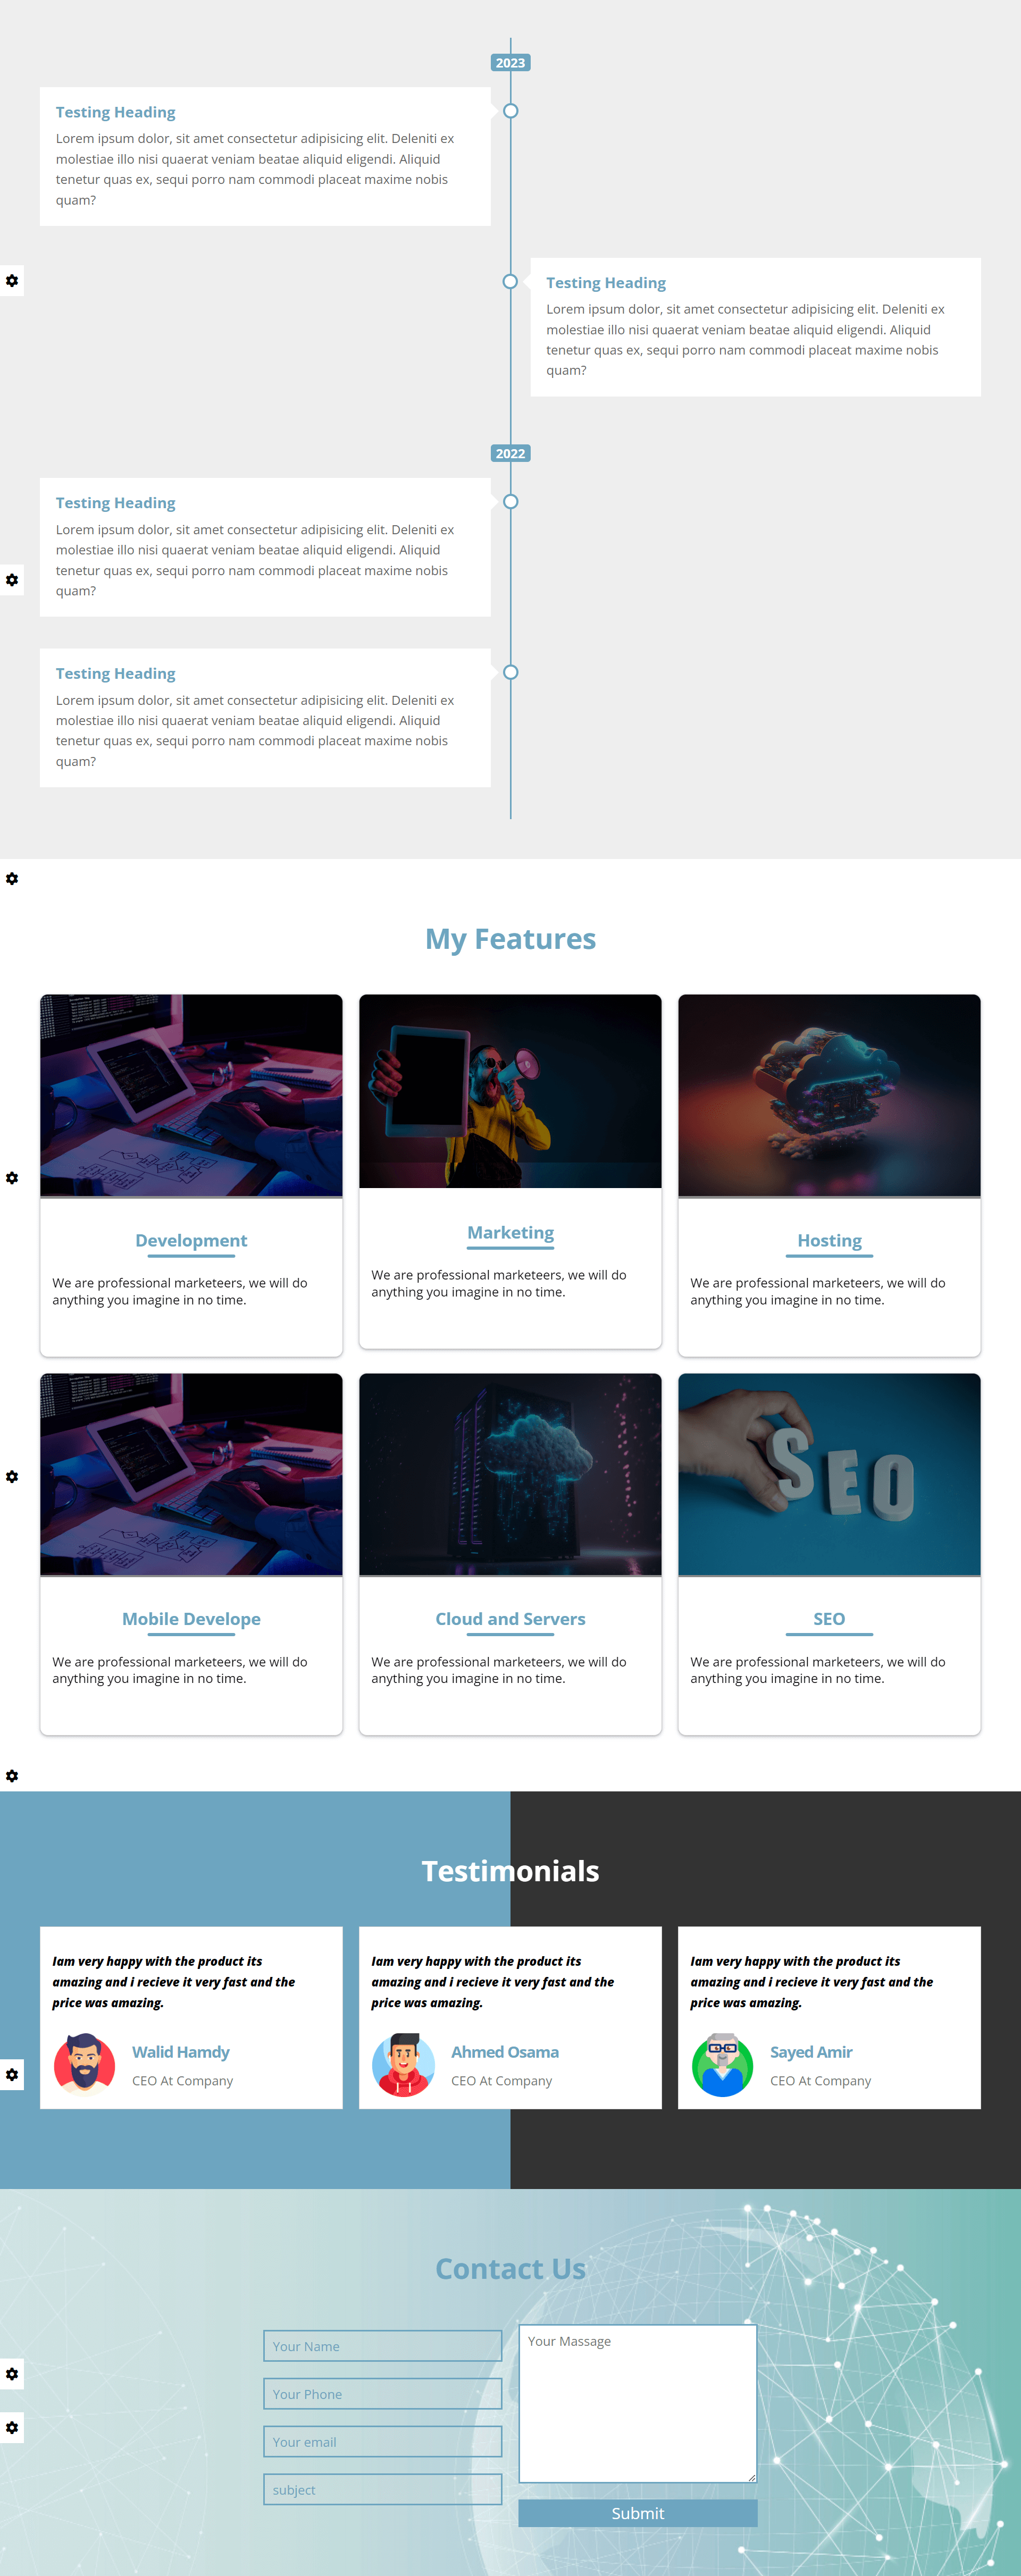 2023
Testing Heading
Lorem ipsum dolor, sit amet consectetur adipisicing elit. Deleniti ex
molestiae illo nisi quaerat veniam beatae aliquid eligendi. Aliquid
tenetur quas ex, sequi porro nam commodi placeat maxime nobis
quam?
Testing Heading
Lorem ipsum dolor, sit amet consectetur adipisicing elit. Deleniti ex
molestiae illo nisi quaerat veniam beatae aliquid eligendi. Aliquid
tenetur quas ex, sequi porro nam commodi placeat maxime nobis
quam?
2022
Testing Heading
Lorem ipsum dolor, sit amet consectetur adipisicing elit. Deleniti ex
molestiae illo nisi quaerat veniam beatae aliquid eligendi. Aliquid
tenetur quas ex, sequi porro nam commodi placeat maxime nobis
quam?
Testing Heading
Lorem ipsum dolor, sit amet consectetur adipisicing elit. Deleniti ex
molestiae illo nisi quaerat veniam beatae aliquid eligendi. Aliquid
tenetur quas ex, sequi porro nam commodi placeat maxime nobis
quam?
My Features
Development
We are professional marketeers, we will do
anything you imagine in no time.
Marketing
We are professional marketeers, we will do
anything you imagine in no time.
Hosting
We are professional marketeers, we will do
anything you imagine in no time.
SEO
Mobile Develope
We are professional marketeers, we will do
anything you imagine in no time.
Cloud and Servers
We are professional marketeers, we will do
anything you imagine in no time.
SEO
We are professional marketeers, we will do
anything you imagine in no time.
Testimonials
Iam very happy with the product its
amazing and i recieve it very fast and the
price was amazing.
Walid Hamdy
CEO At Company
Iam very happy with the product its
amazing and i recieve it very fast and the
price was amazing.
Ahmed Osama
CEO At Company
Iam very happy with the product its
amazing and i recieve it very fast and the
price was amazing.
Sayed Amir
CEO At Company
Contact Us
Your Name
Your Phone
Your email
subject
Your Massage
Submit